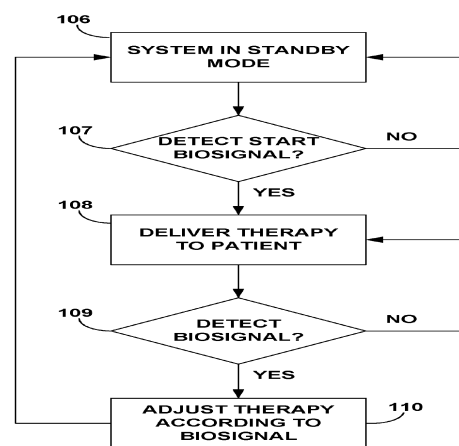 106
SYSTEM IN STANDBY
MODE
107
DETECT START
BIOSIGNAL?
NO
YES
108
DELIVER THERAPY
TO PATIENT
109
DETECT
BIOSIGNAL?
NO
YES
ADJUST THERAPY
ACCORDING TO
BIOSIGNAL
110